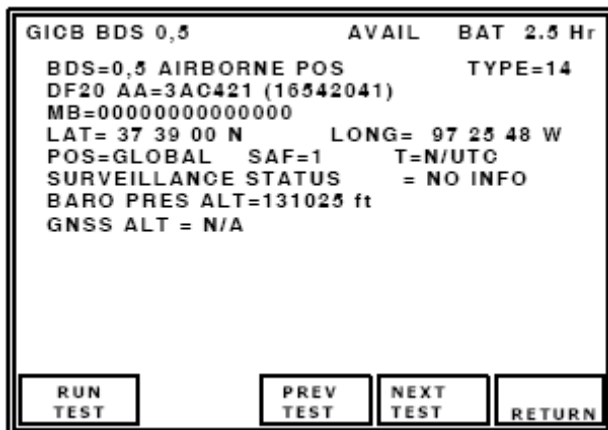 GICB BDS 0,5 AVAIL BAT 2.5 Hr
BDS=0,5 AIRBORNE POS TYPE=14
DF20 AA=3AC421 (16542041)
MB=00000000000000
LAT= 37 39 00 N LONG= 97 25 48 W
POS=GLOBAL SAF=1 T=N/UTC
SURVEILLANCE STATUS = NO INFO
BARO PRES ALT=131025 ft
GNSS ALT = N/A
RUN TEST
PREV TEST
NEXT TEST
RETURN